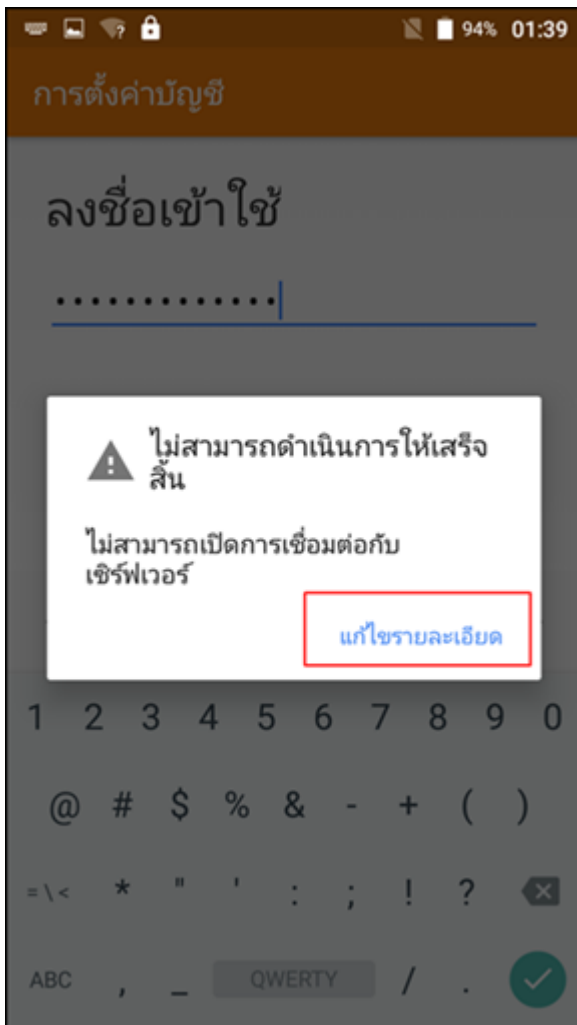 94% 01:39
การตั้งค่าบัญชี
ลงชื่อเข้าใช้
•••••••••••••
ไม่สามารถดำเนินการให้เสร็จ
สิ้น
ไม่สามารถเปิดการเชื่อมต่อกับ
เซิร์ฟเวอร์
แก้ไขรายละเอียด
1 2 3 4 5 6 7 8 9 0
@ # $ % & - + ( )
= \ < * " ' : ; ! ?
ABC , _ QWERTY / .